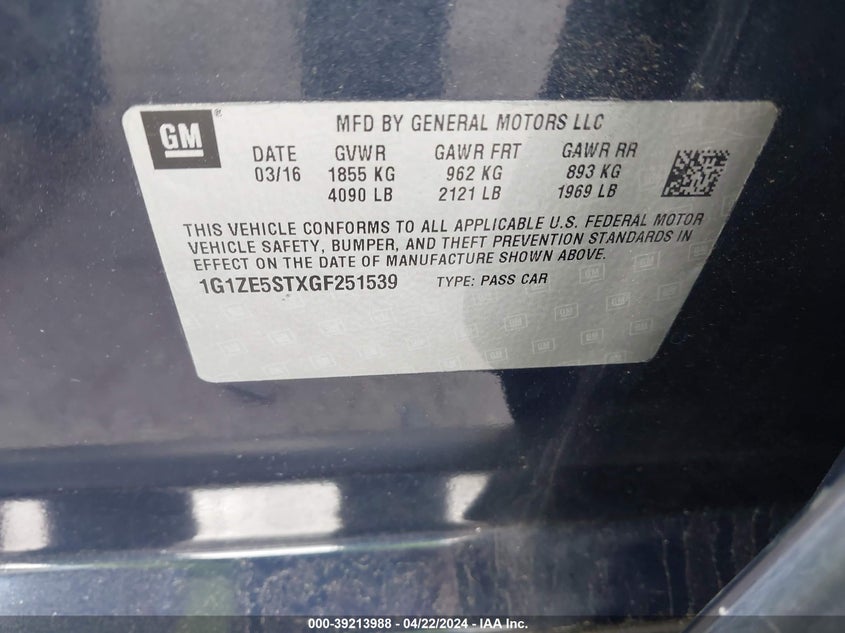 GM®
MFD BY GENERAL MOTORS LLC
DATE GVWR GAWR FRT GAWR RR
03/16 1855 KG 962 KG 893 KG
4090 LB 2121 LB 1969 LB
THIS VEHICLE CONFORMS TO ALL APPLICABLE U.S. FEDERAL MOTOR
VEHICLE SAFETY, BUMPER, AND THEFT PREVENTION STANDARDS IN
EFFECT ON THE DATE OF MANUFACTURE SHOWN ABOVE.
1G1ZE5STXGF251539 TYPE: PASS CAR
000-39213988 - 04/22/2024 - IAA Inc.